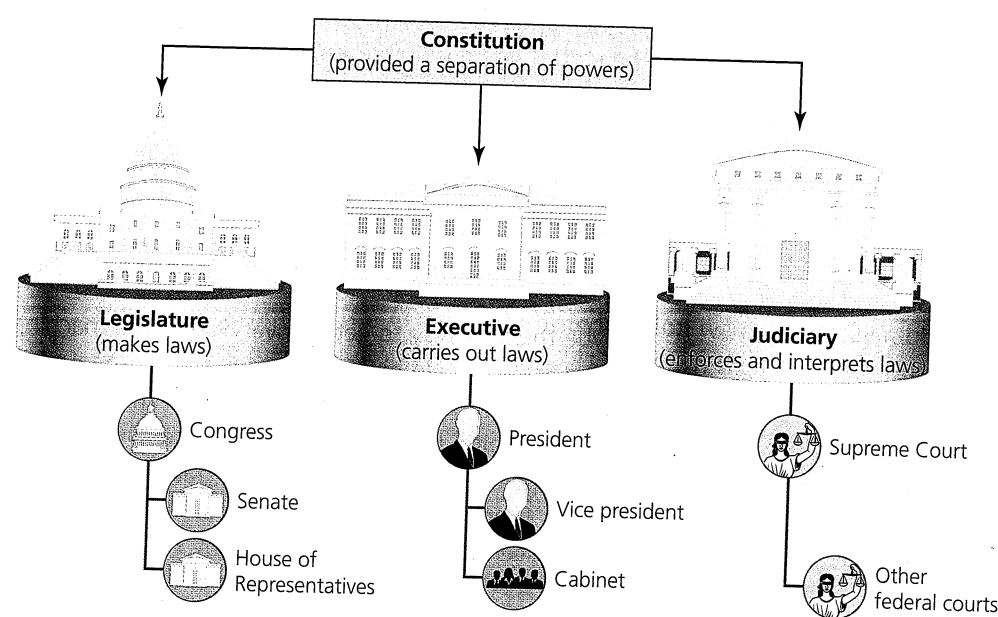 Constitution
(provided a separation of powers)
Legislature
(makes laws)
Executive
(carries out laws)
Judiciary
(enforces and interprets laws)
Congress
Senate
House of
Representatives
President
Vice president
Cabinet
Supreme Court
Other
federal courts